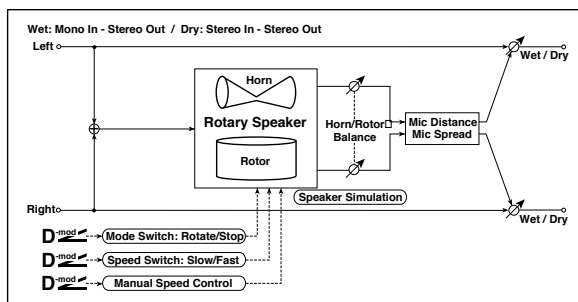 Wet: Mono In - Stereo Out / Dry: Stereo In - Stereo Out
Left
Wet / Dry
Horn
Rotary Speaker
Rotor
Horn/Rotor
Balance
Mic Distance
Mic Spread
Speaker Simulation
Right
Wet / Dry
D-mod
Mode Switch: Rotate/Stop
D-mod
Speed Switch: Slow/Fast
D-mod
Manual Speed Control